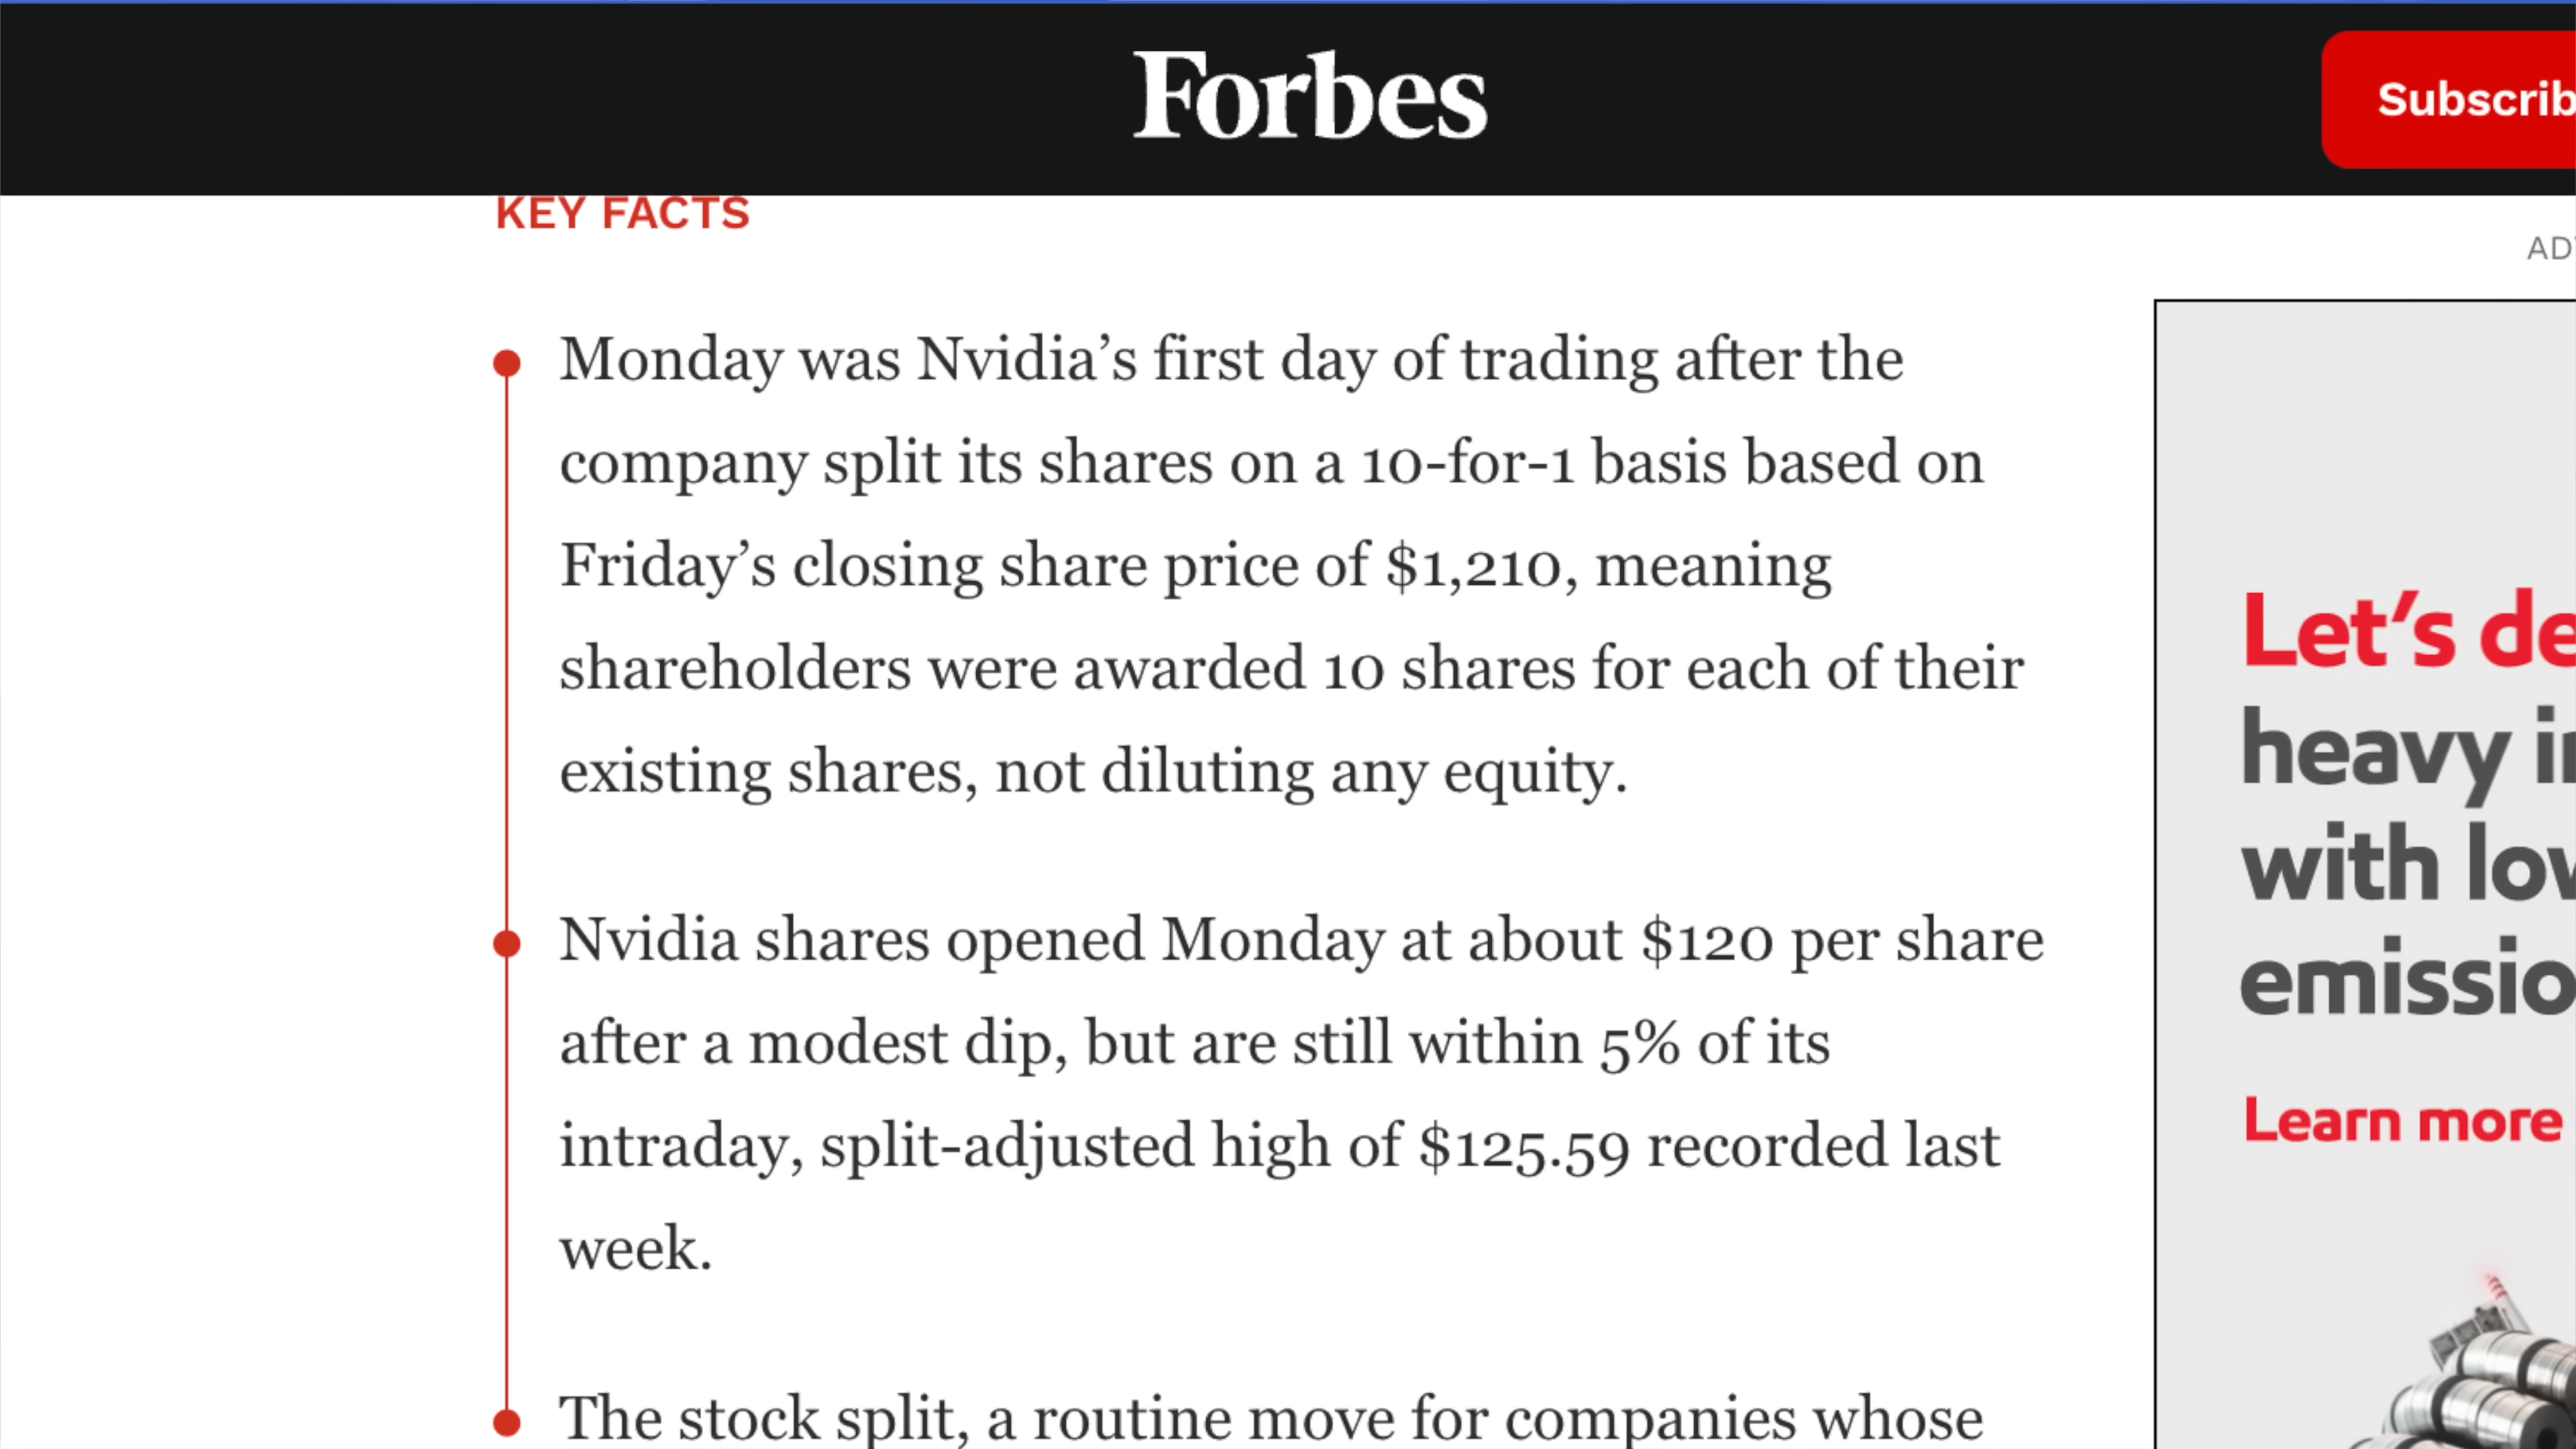 Forbes
Subscrib
KEY FACTS
Monday was Nvidia’s first day of trading after the
company split its shares on a 10-for-1 basis based on
Friday’s closing share price of $1,210, meaning
shareholders were awarded 10 shares for each of their
existing shares, not diluting any equity.
Nvidia shares opened Monday at about $120 per share
after a modest dip, but are still within 5% of its
intraday, split-adjusted high of $125.59 recorded last
week.
The stock split, a routine move for companies whose
AD
Let’s de
heavy i
with lo
emissio
Learn more